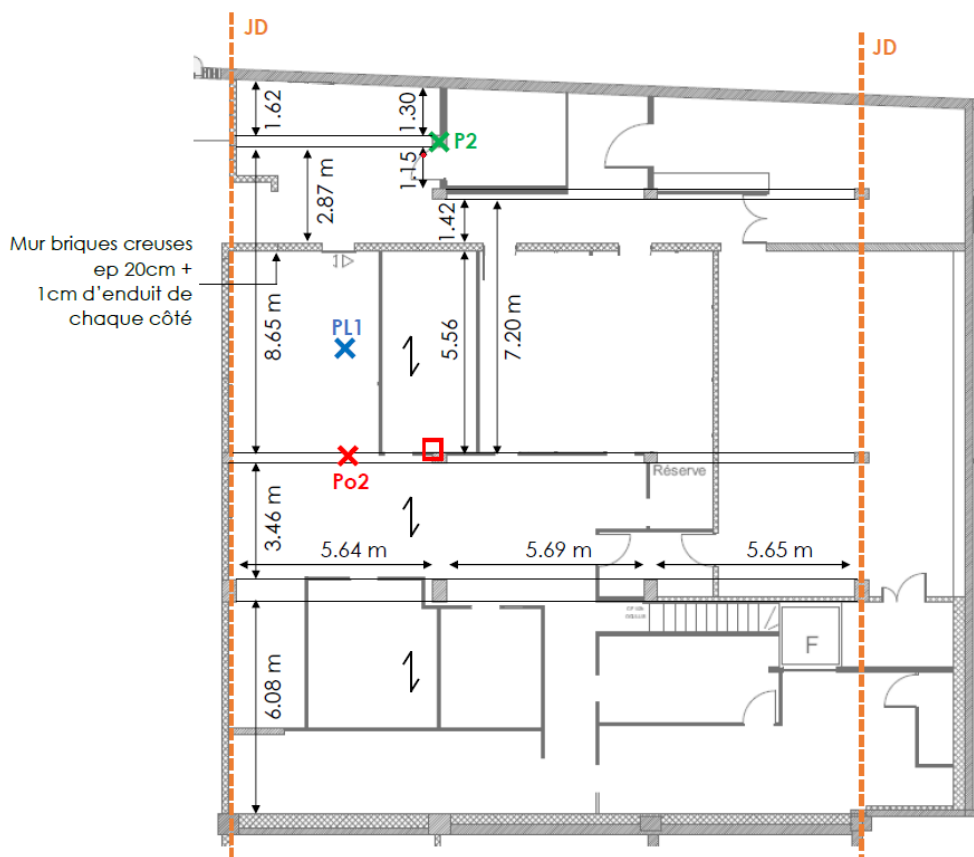 JD
JD
1.62
1.30
P2
1.15
2.87 m
1.42
Mur briques creuses
ep 20cm +
1cm d'enduit de
chaque côté
PL1
8.65 m
5.56
7.20 m
Po2
Réserve
3.46 m
5.64 m
5.69 m
5.65 m
F
6.08 m